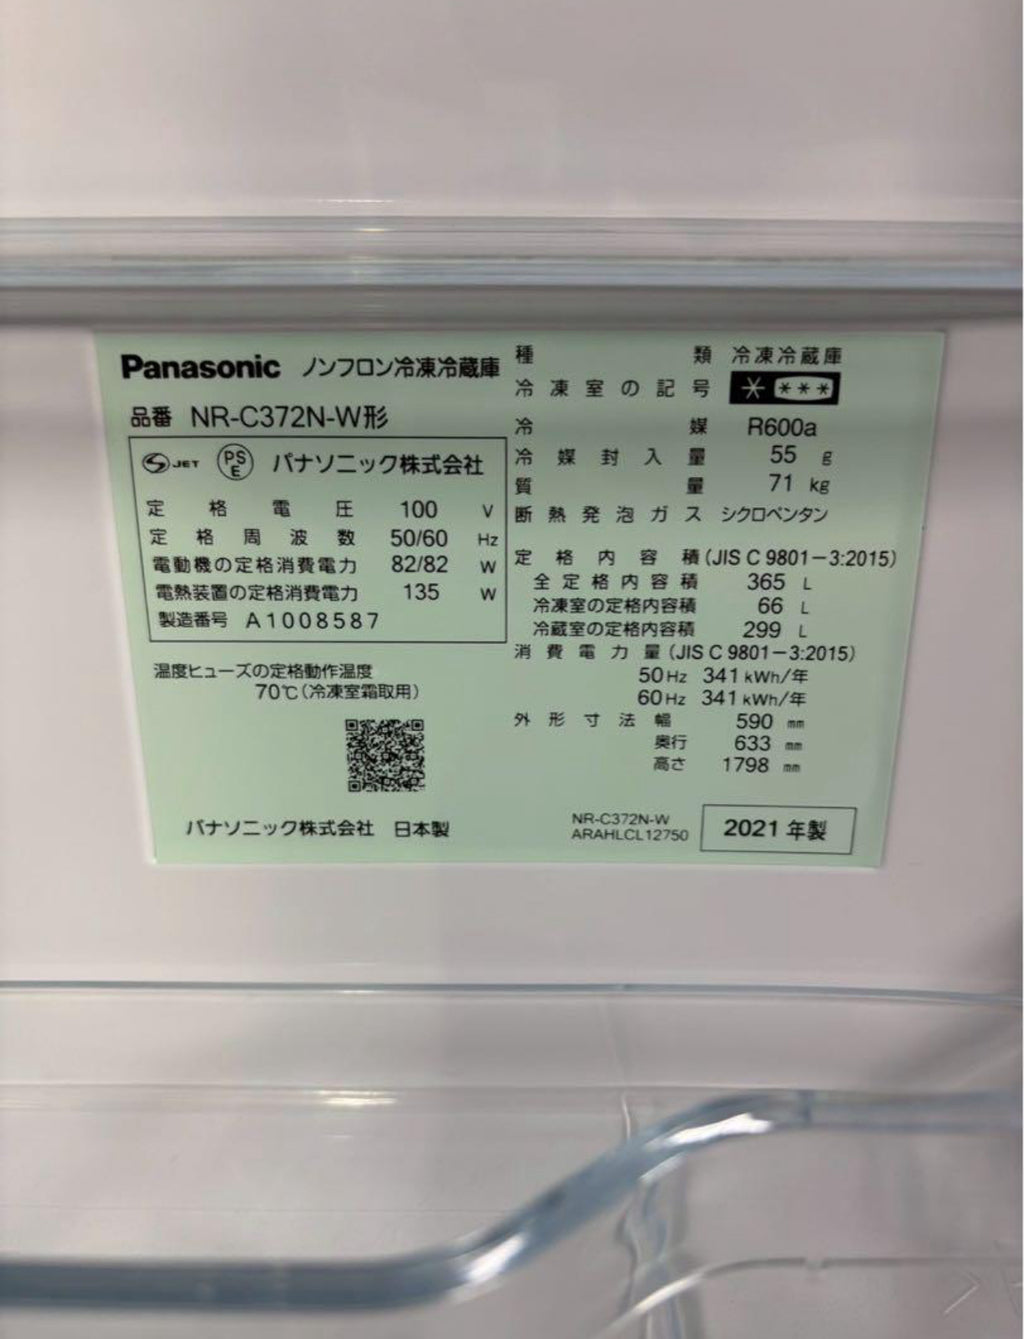 Panasonic ノンフロン冷凍冷蔵庫
品番 NR-C372N-W形
JET PSE パナソニック株式会社
定格電圧 100 V
定格周波数 50/60 Hz
電動機の定格消費電力 82/82 W
電熱装置の定格消費電力 135 W
製造番号 A1008587
温度ヒューズの定格動作温度
70℃(冷凍室霜取用)
パナソニック株式会社 日本製
種類 冷凍冷蔵庫
冷凍室の記号 * ***
冷媒 R600a
冷媒封入量 55 g
質量 71 kg
断熱発泡ガス シクロペンタン
定格内容積(JIS C 9801-3:2015)
全定格内容積 365 L
冷凍室の定格内容積 66 L
冷蔵室の定格内容積 299 L
消費電力量(JIS C 9801-3:2015)
50Hz 341kWh/年
60Hz 341kWh/年
外形寸法 幅 590 mm
奥行 633 mm
高さ 1798 mm
NR-C372N-W
ARAHLCL12750
2021年製